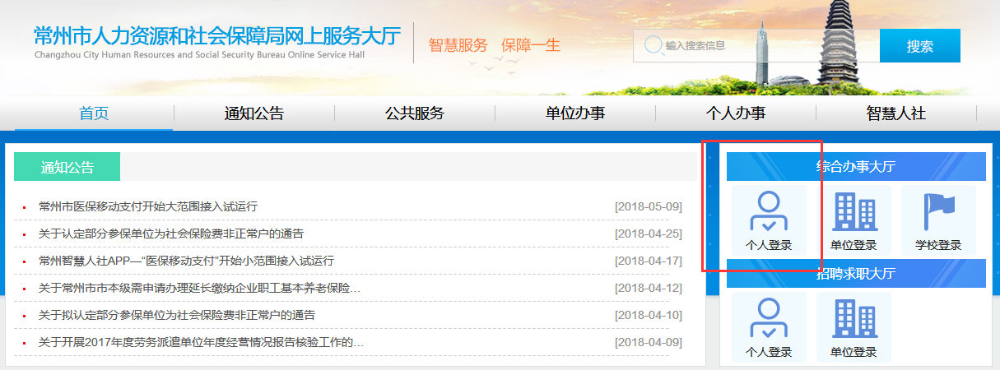 常州市人力资源和社会保障局网上服务大厅
Changzhou City Human Resources and Social Security Bureau Online Service Hall
智慧服务 保障一生
输入搜索信息
搜索
首页 通知公告 公共服务 单位办事 个人办事 智慧人社
通知公告
常州市医保移动支付开始大范围接入试运行 [2018-05-09]
关于认定部分参保单位为社会保险费非正常户的通告 [2018-04-25]
常州智慧人社APP—“医保移动支付”开始小范围接入试运行 [2018-04-17]
关于常州市市本级需申请办理延长缴纳企业职工基本养老保险... [2018-04-12]
关于拟认定部分参保单位为社会保险费非正常户的通告 [2018-04-10]
关于开展2017年度劳务派遣单位年度经营情况报告核验工作的... [2018-04-09]
综合办事大厅
个人登录 单位登录 学校登录
招聘求职大厅
个人登录 单位登录